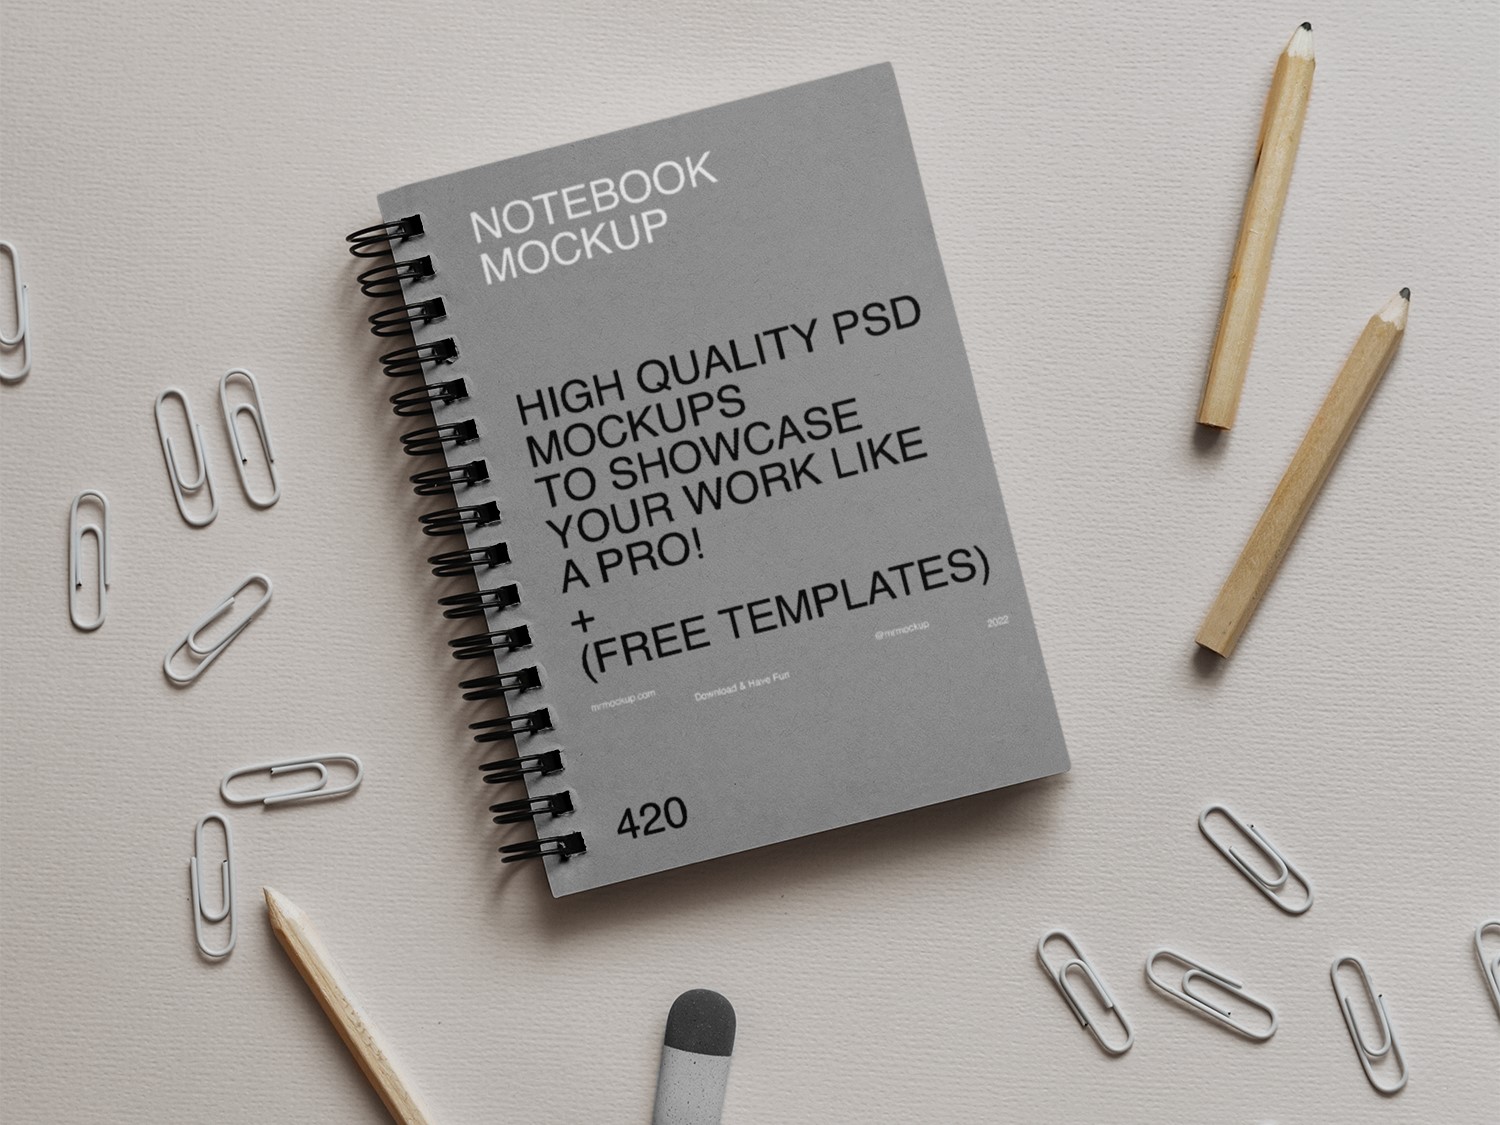 NOTEBOOK
MOCKUP
HIGH QUALITY PSD
MOCKUPS
TO SHOWCASE
YOUR WORK LIKE
A PRO!
+
(FREE TEMPLATES)
mrmockup.com Download & Have Fun @mrmockup 2022
420